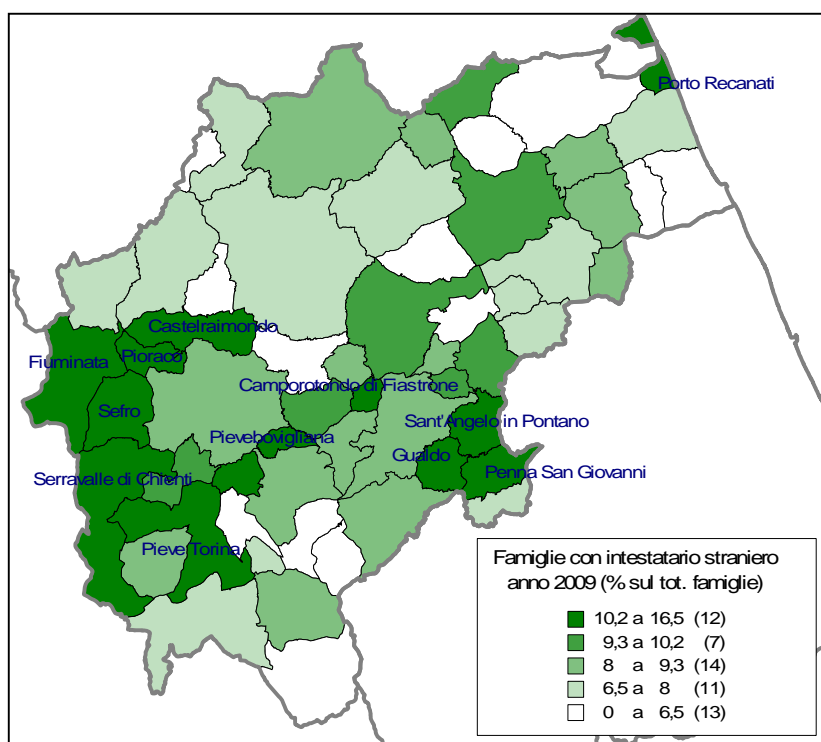 Porto Recanati
Castelraimondo
Fiuminata
Pioraco
Camporotondo di Fiastrone
Sefro
Sant'Angelo in Pontano
Pievebovigliana
Gualdo
Penna San Giovanni
Serravalle di Chienti
Pieve Torina
Famiglie con intestatario straniero
anno 2009 (% sul tot. famiglie)
10,2 a 16,5 (12)
9,3 a 10,2 (7)
8 a 9,3 (14)
6,5 a 8 (11)
0 a 6,5 (13)